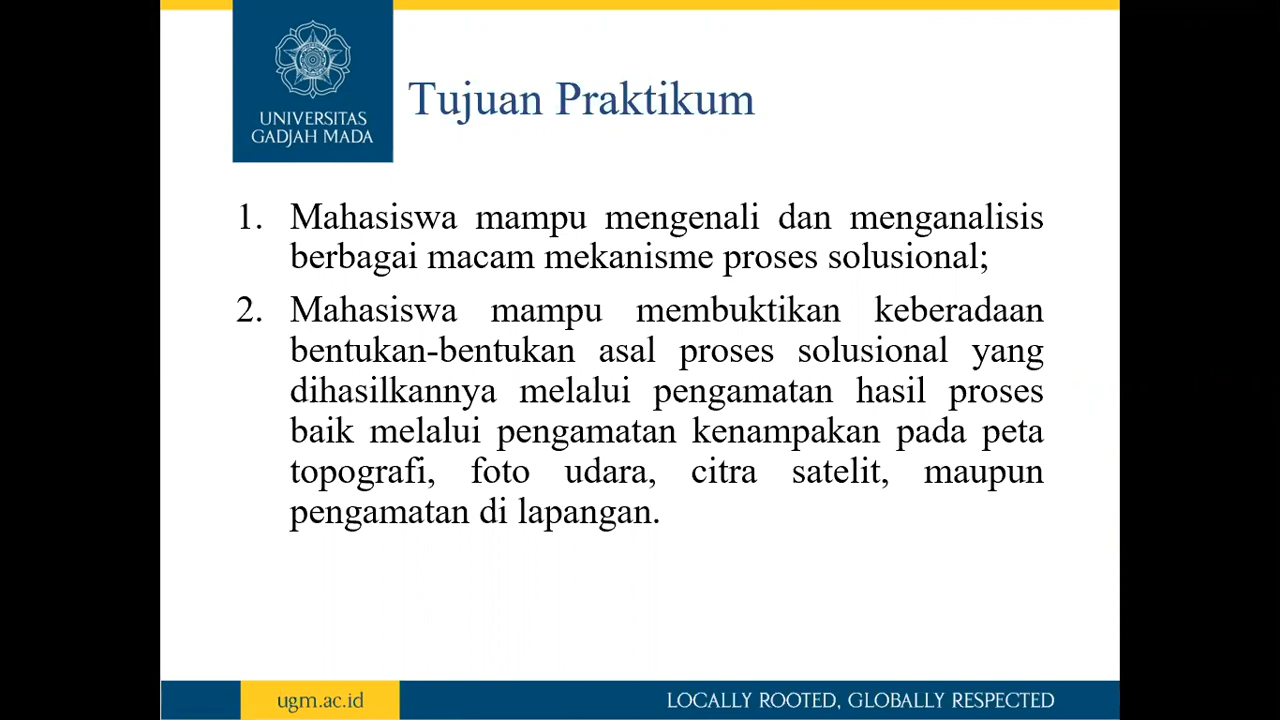 UNIVERSITAS
GADJAH MADA
Tujuan Praktikum
1. Mahasiswa mampu mengenali dan menganalisis
berbagai macam mekanisme proses solusional;
2. Mahasiswa mampu membuktikan keberadaan
bentukan-bentukan asal proses solusional yang
dihasilkannya melalui pengamatan hasil proses
baik melalui pengamatan kenampakan pada peta
topografi, foto udara, citra satelit, maupun
pengamatan di lapangan.
ugm.ac.id
LOCALLY ROOTED, GLOBALLY RESPECTED